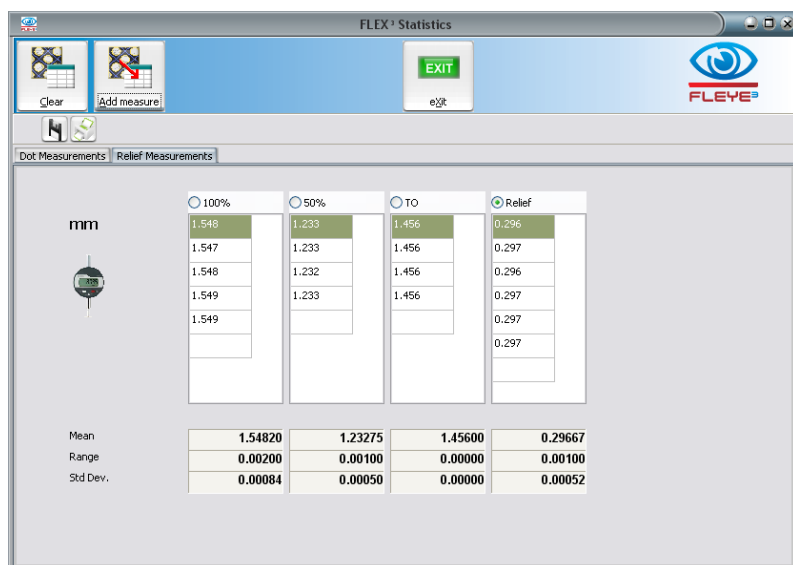 FLEX³ Statistics
Clear
Add measure
EXIT
eXit
FLEYE³
Dot Measurements Relief Measurements
100% 50% TO Relief
mm
1.548 1.233 1.456 0.296
1.547 1.233 1.456 0.297
1.548 1.232 1.456 0.296
1.549 1.233 1.456 0.297
1.549 0.297
0.297
Mean 1.54820 1.23275 1.45600 0.29667
Range 0.00200 0.00100 0.00000 0.00100
Std Dev. 0.00084 0.00050 0.00000 0.00052